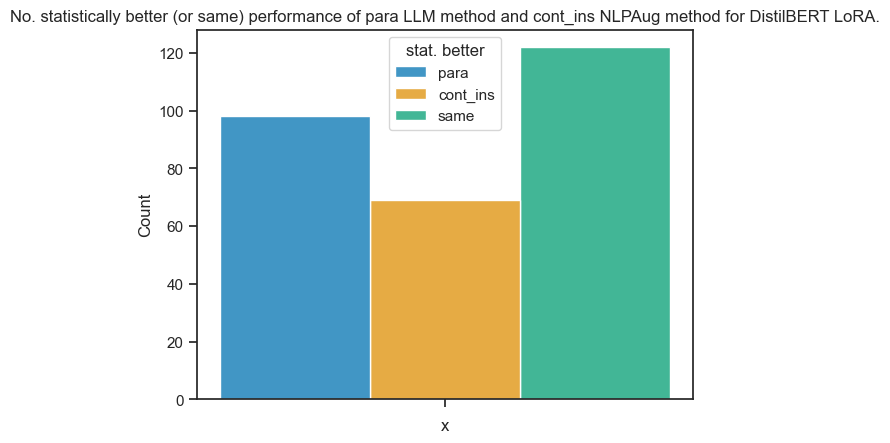 No. statistically better (or same) performance of para LLM method and cont_ins NLPAug method for DistilBERT LoRA.
stat. better
para
cont_ins
same
120
100
80
60
40
20
0
Count
x